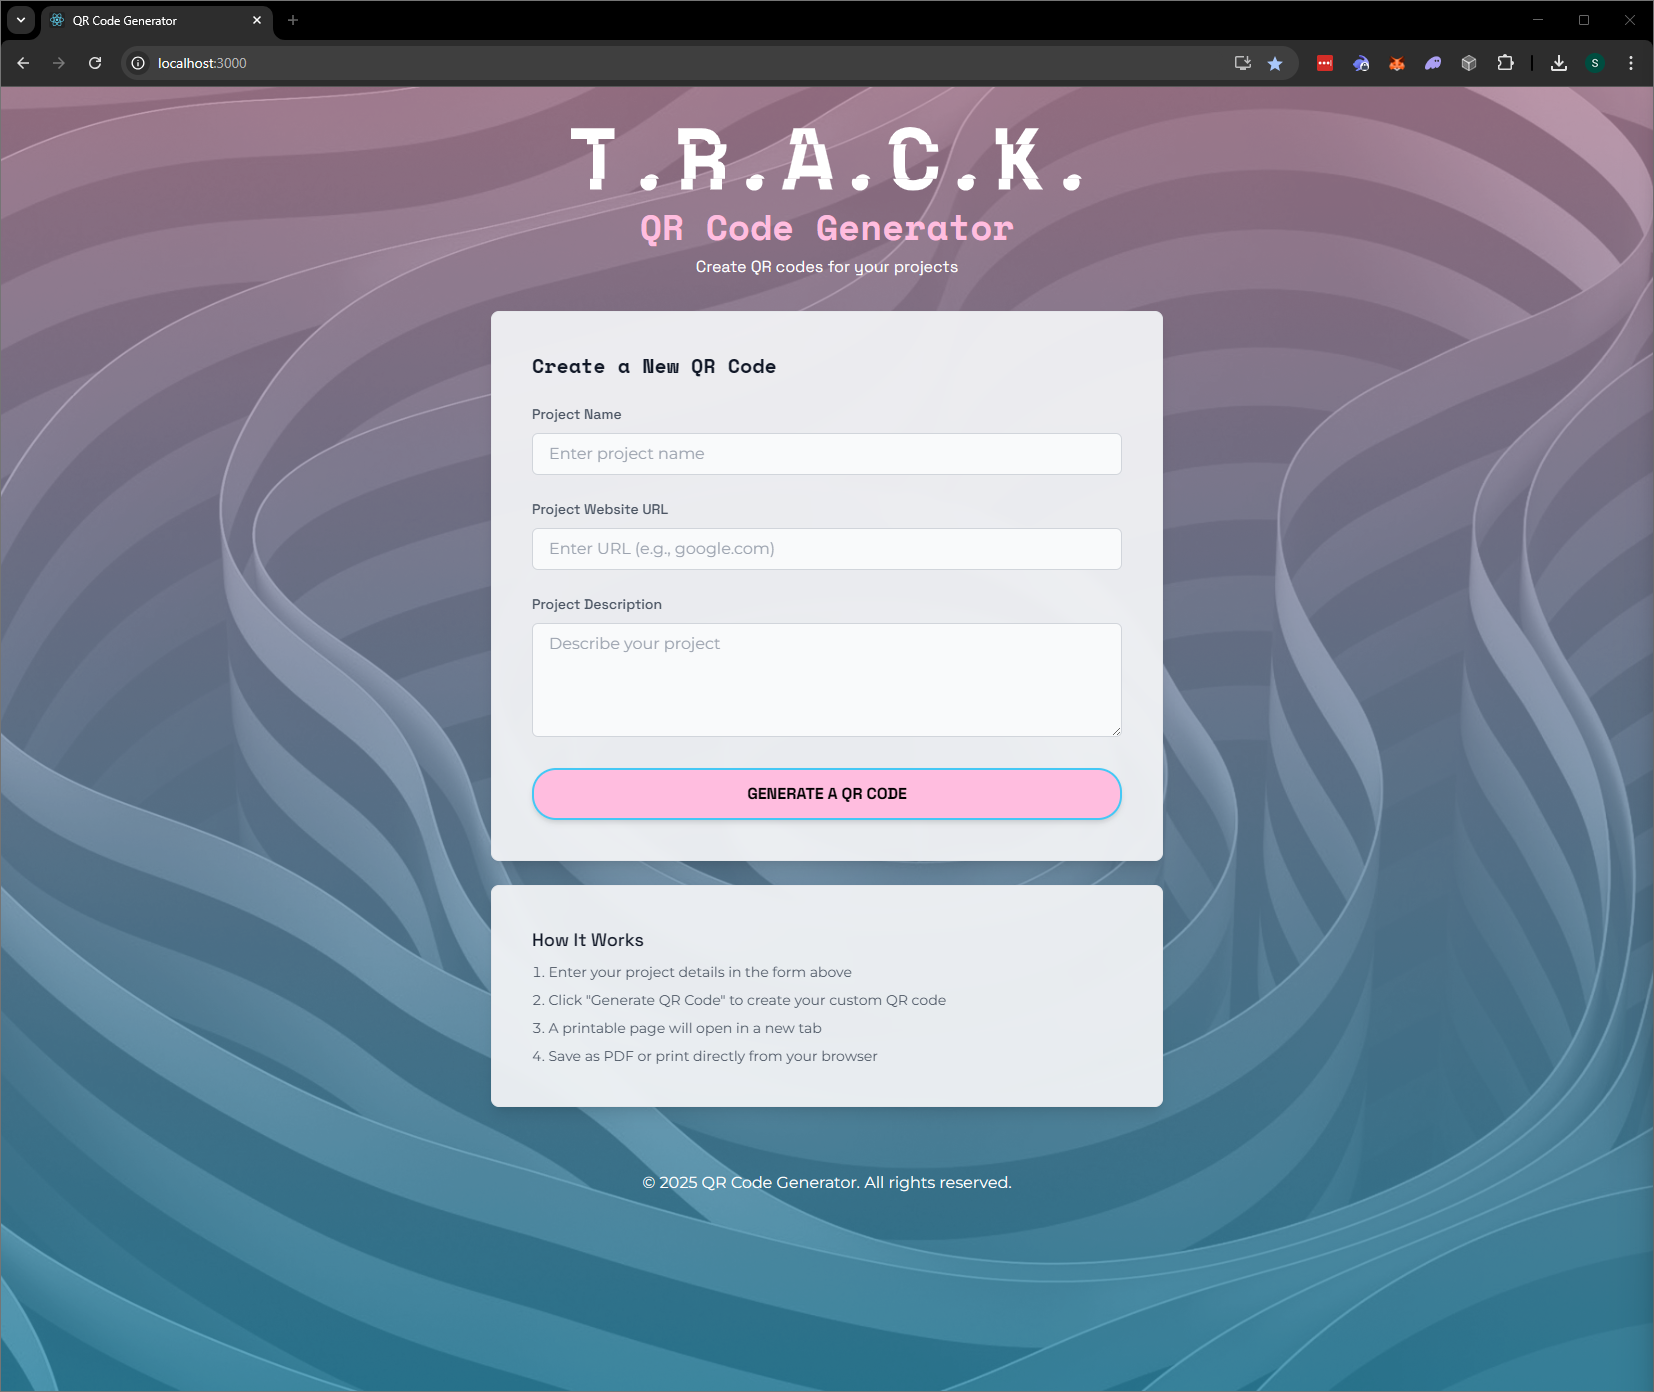 QR Code Generator
localhost:3000
S
T.R.A.C.K.
QR Code Generator
Create QR codes for your projects
Create a New QR Code
Project Name
Enter project name
Project Website URL
Enter URL (e.g., google.com)
Project Description
Describe your project
GENERATE A QR CODE
How It Works
1. Enter your project details in the form above
2. Click "Generate QR Code" to create your custom QR code
3. A printable page will open in a new tab
4. Save as PDF or print directly from your browser
© 2025 QR Code Generator. All rights reserved.